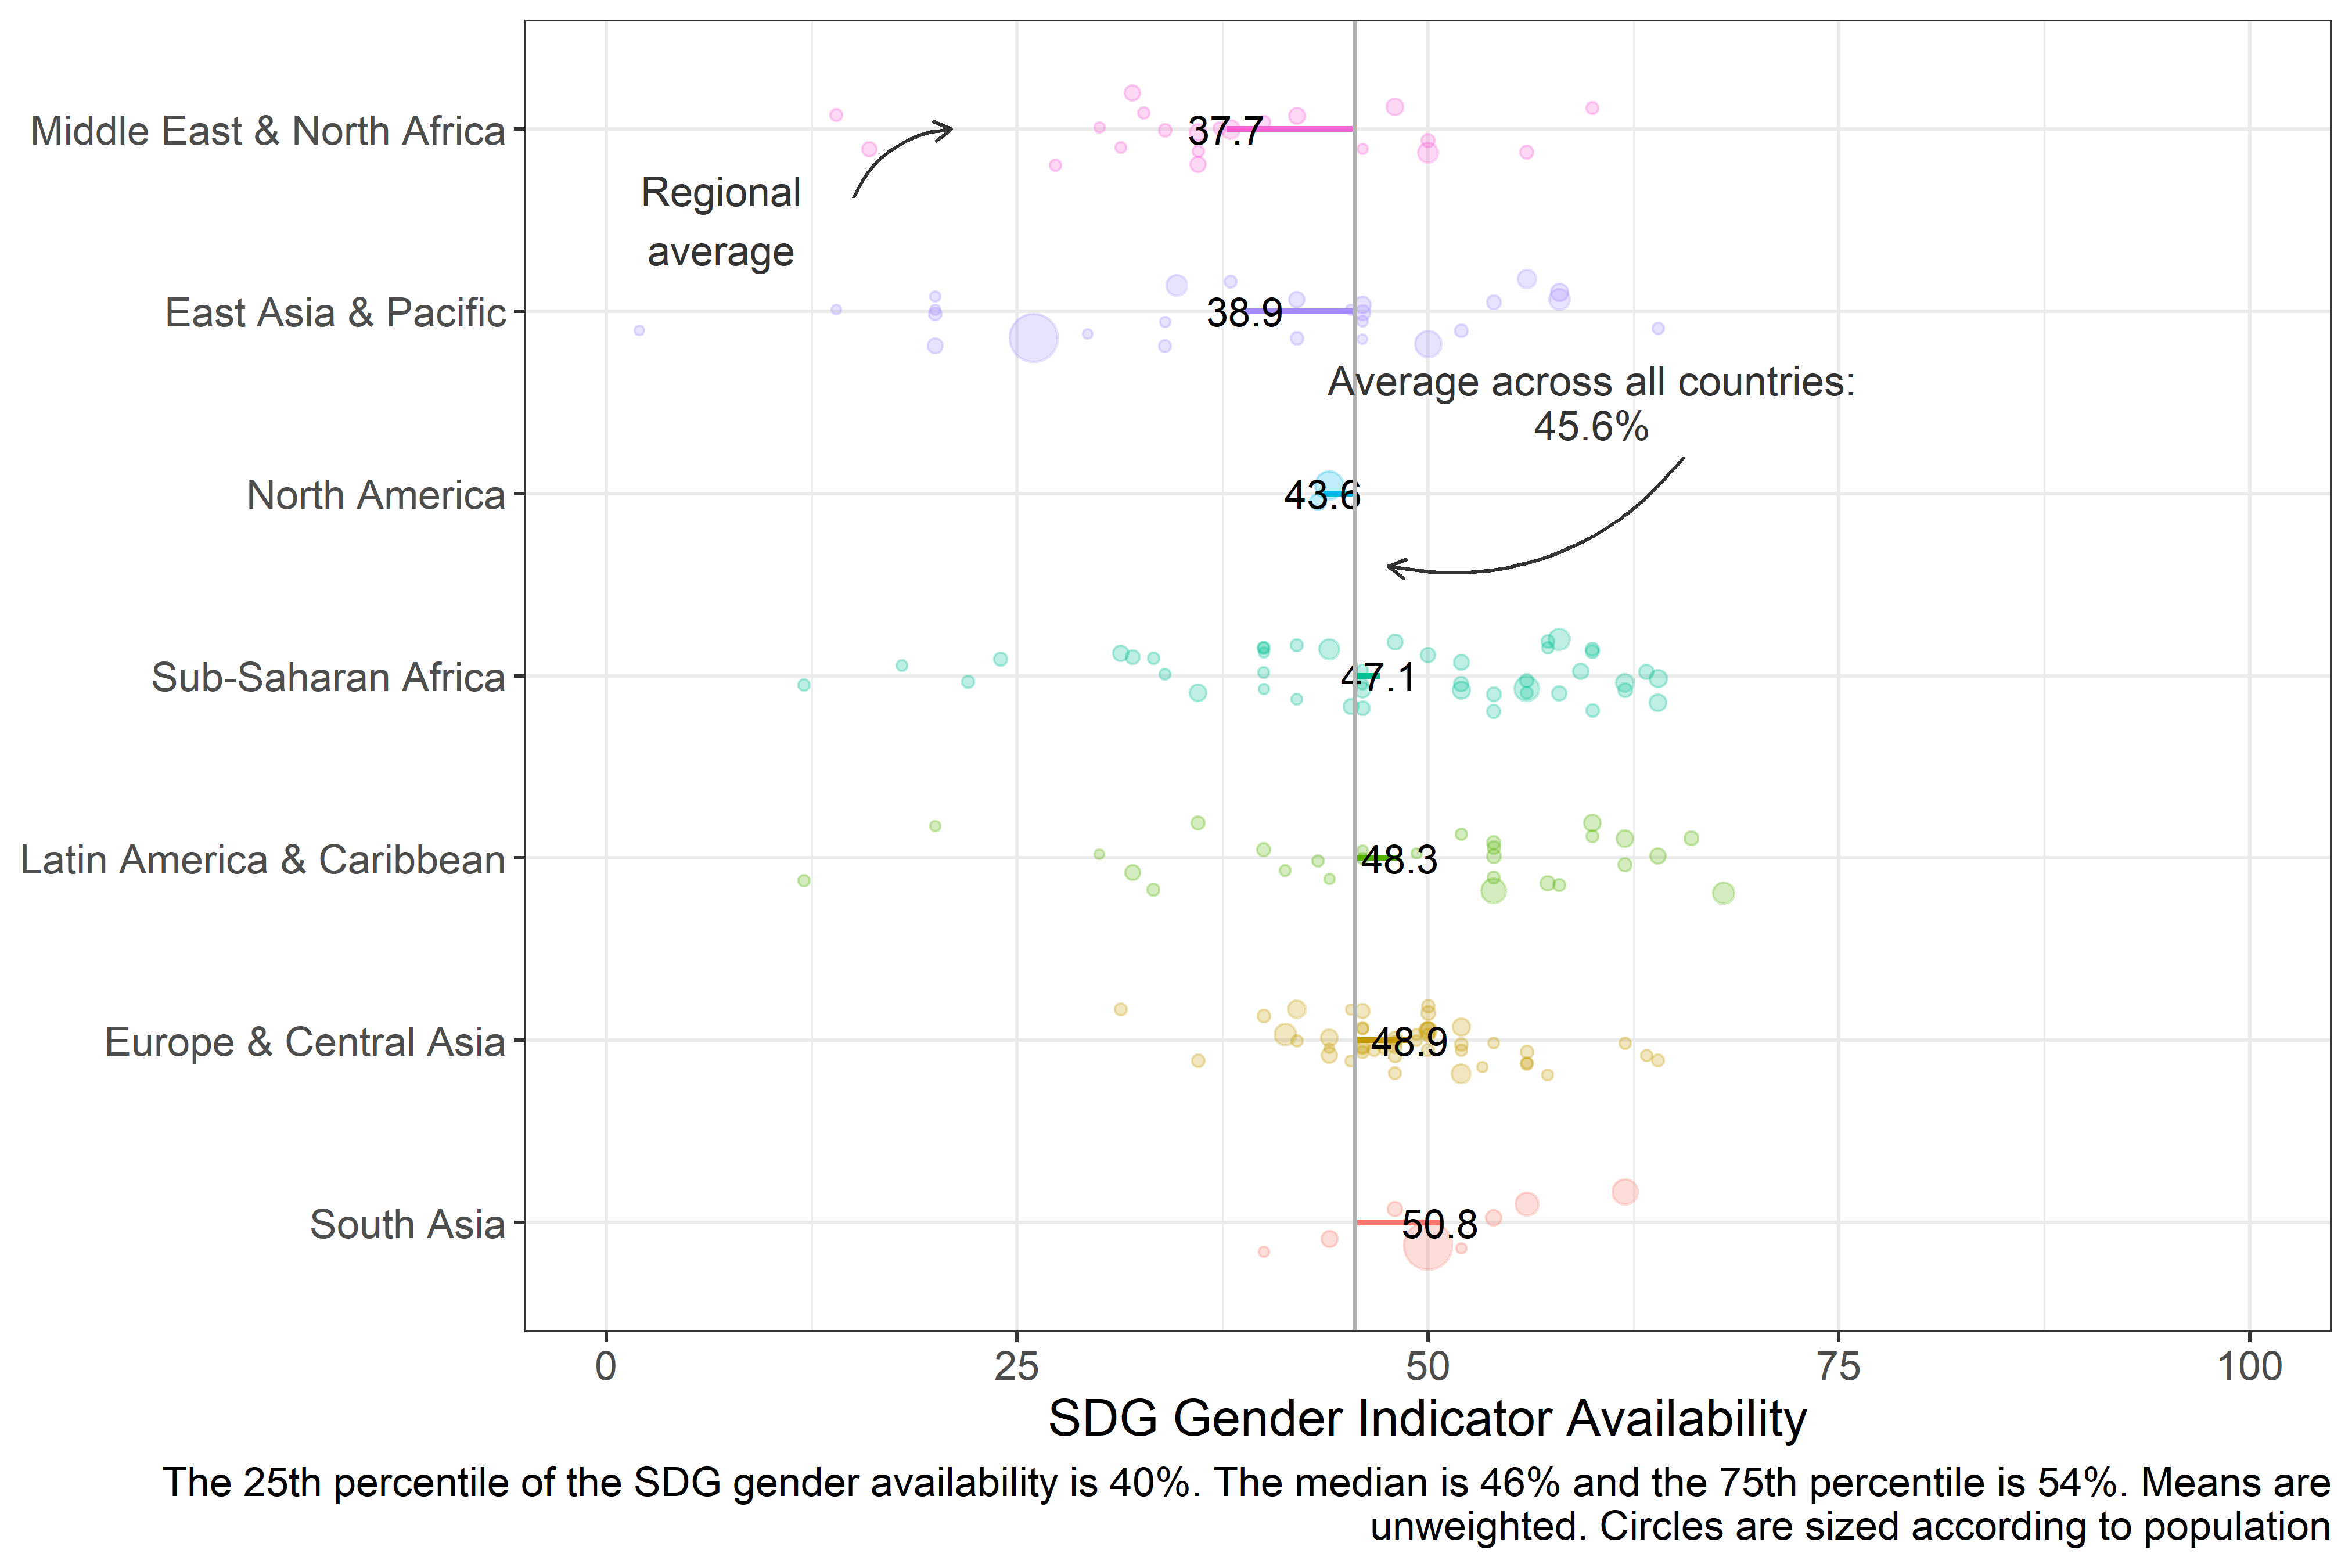 Middle East & North Africa
37.7
Regional
average
East Asia & Pacific
38.9
Average across all countries:
45.6%
North America
43.6
Sub-Saharan Africa
47.1
Latin America & Caribbean
48.3
Europe & Central Asia
48.9
South Asia
50.8
0 25 50 75 100
SDG Gender Indicator Availability
The 25th percentile of the SDG gender availability is 40%. The median is 46% and the 75th percentile is 54%. Means are
unweighted. Circles are sized according to population